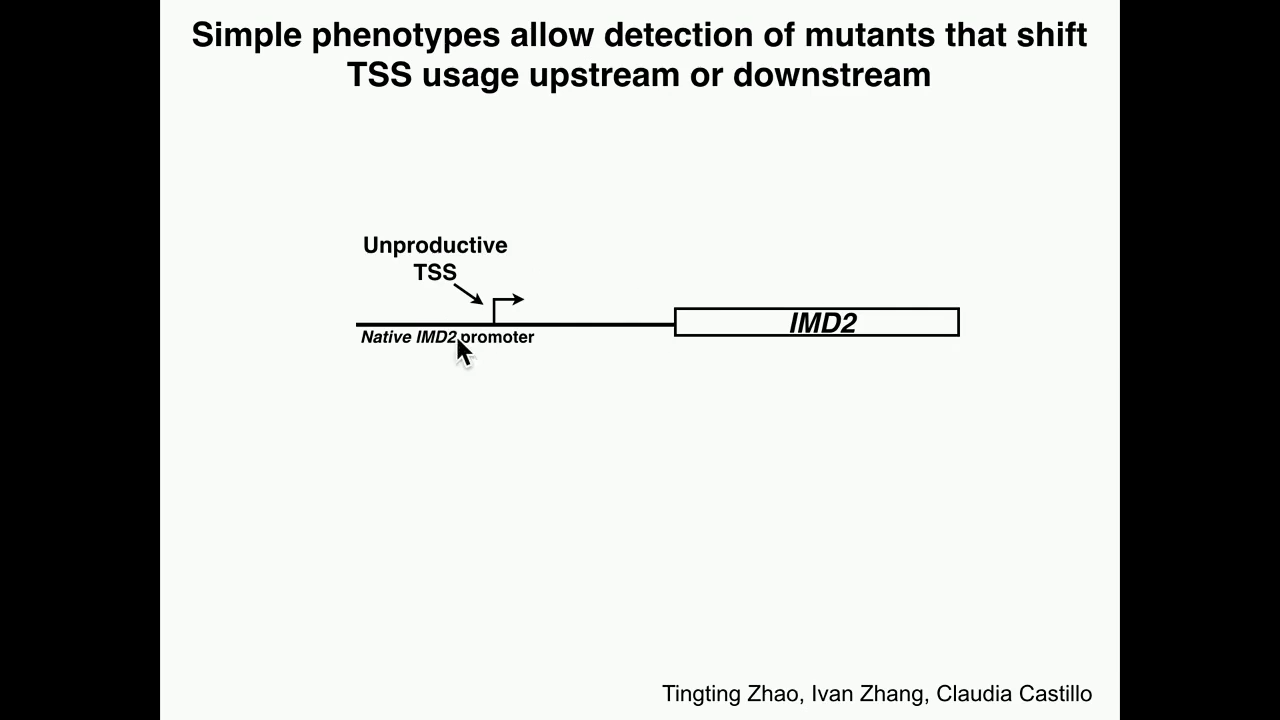 Simple phenotypes allow detection of mutants that shift
TSS usage upstream or downstream
Unproductive
TSS
Native IMD2 promoter
IMD2
Tingting Zhao, Ivan Zhang, Claudia Castillo